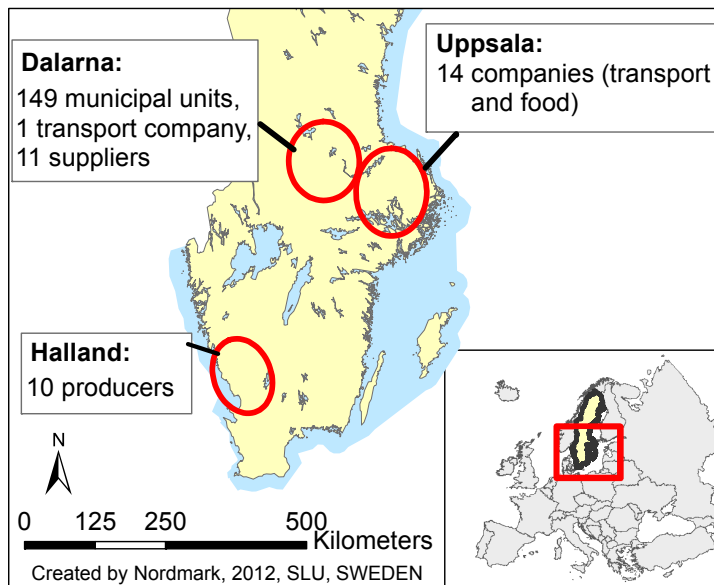 Dalarna:
149 municipal units,
1 transport company,
11 suppliers
Uppsala:
14 companies (transport
and food)
Halland:
10 producers
N
0 125 250 500
Kilometers
Created by Nordmark, 2012, SLU, SWEDEN